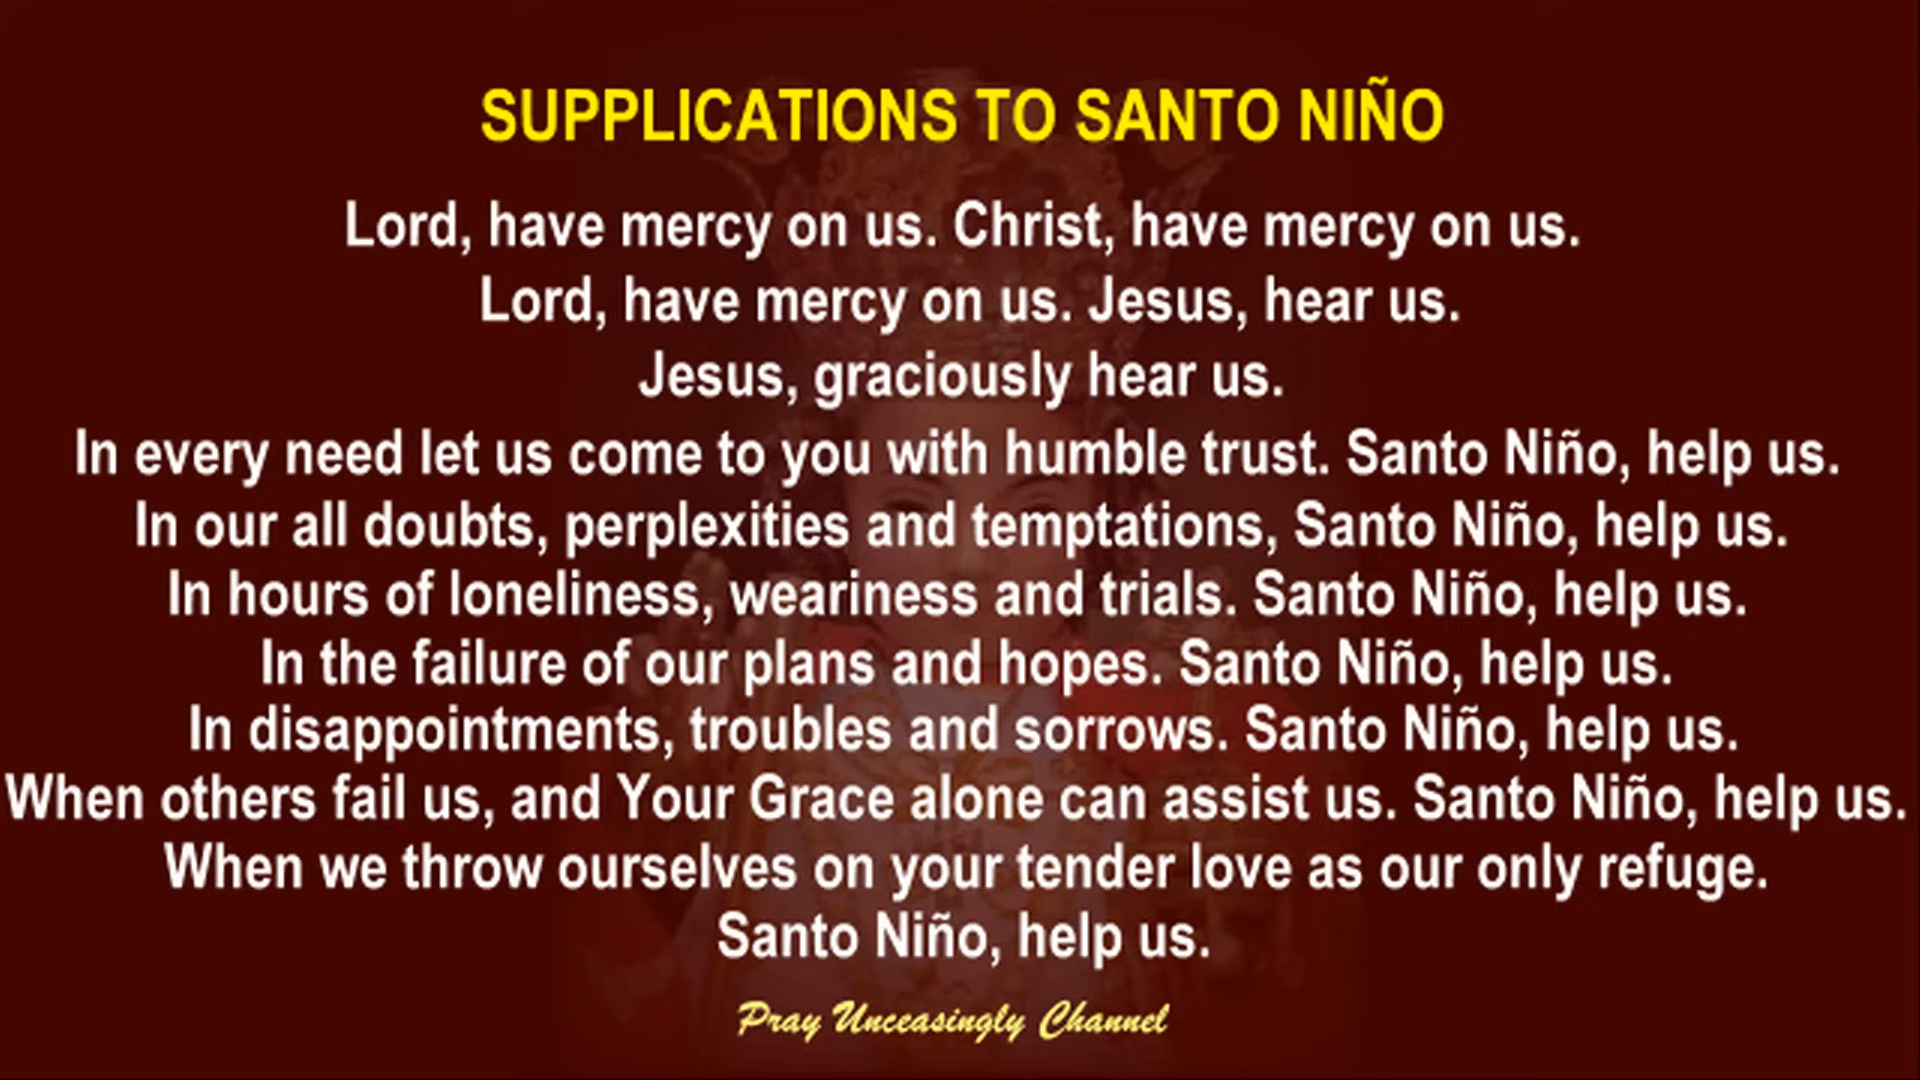 SUPPLICATIONS TO SANTO NIÑO
Lord, have mercy on us. Christ, have mercy on us.
Lord, have mercy on us. Jesus, hear us.
Jesus, graciously hear us.
In every need let us come to you with humble trust. Santo Niño, help us.
In our all doubts, perplexities and temptations, Santo Niño, help us.
In hours of loneliness, weariness and trials. Santo Niño, help us.
In the failure of our plans and hopes. Santo Niño, help us.
In disappointments, troubles and sorrows. Santo Niño, help us.
When others fail us, and Your Grace alone can assist us. Santo Niño, help us.
When we throw ourselves on your tender love as our only refuge.
Santo Niño, help us.
Pray Unceasingly Channel